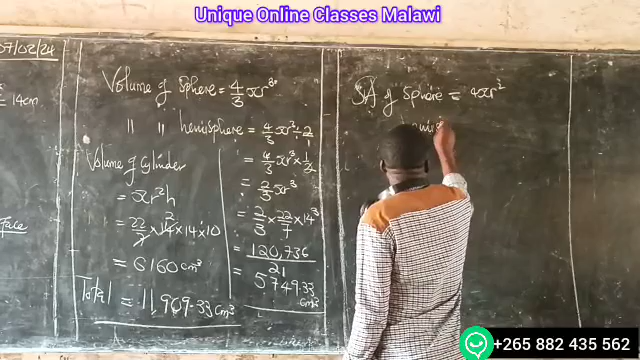 Unique Online Classes Malawi
07/02/24
= 14cm
Face
Volume of Sphere = 4/3 πr³
" " hemisphere = 4/3 πr³ ÷ 2/1
= 4/3 πr³ × 1/2
= 2/3 πr³
= 2/3 × 22/7 × 14³
= 120,736/21
= 5749.33 cm³
Volume of Cylinder
= πr²h
= 22/7 × 14 × 14 × 10
= 6160cm³
Total = 11,909.33 cm³
SA of Sphere = 4πr²
+265 882 435 562